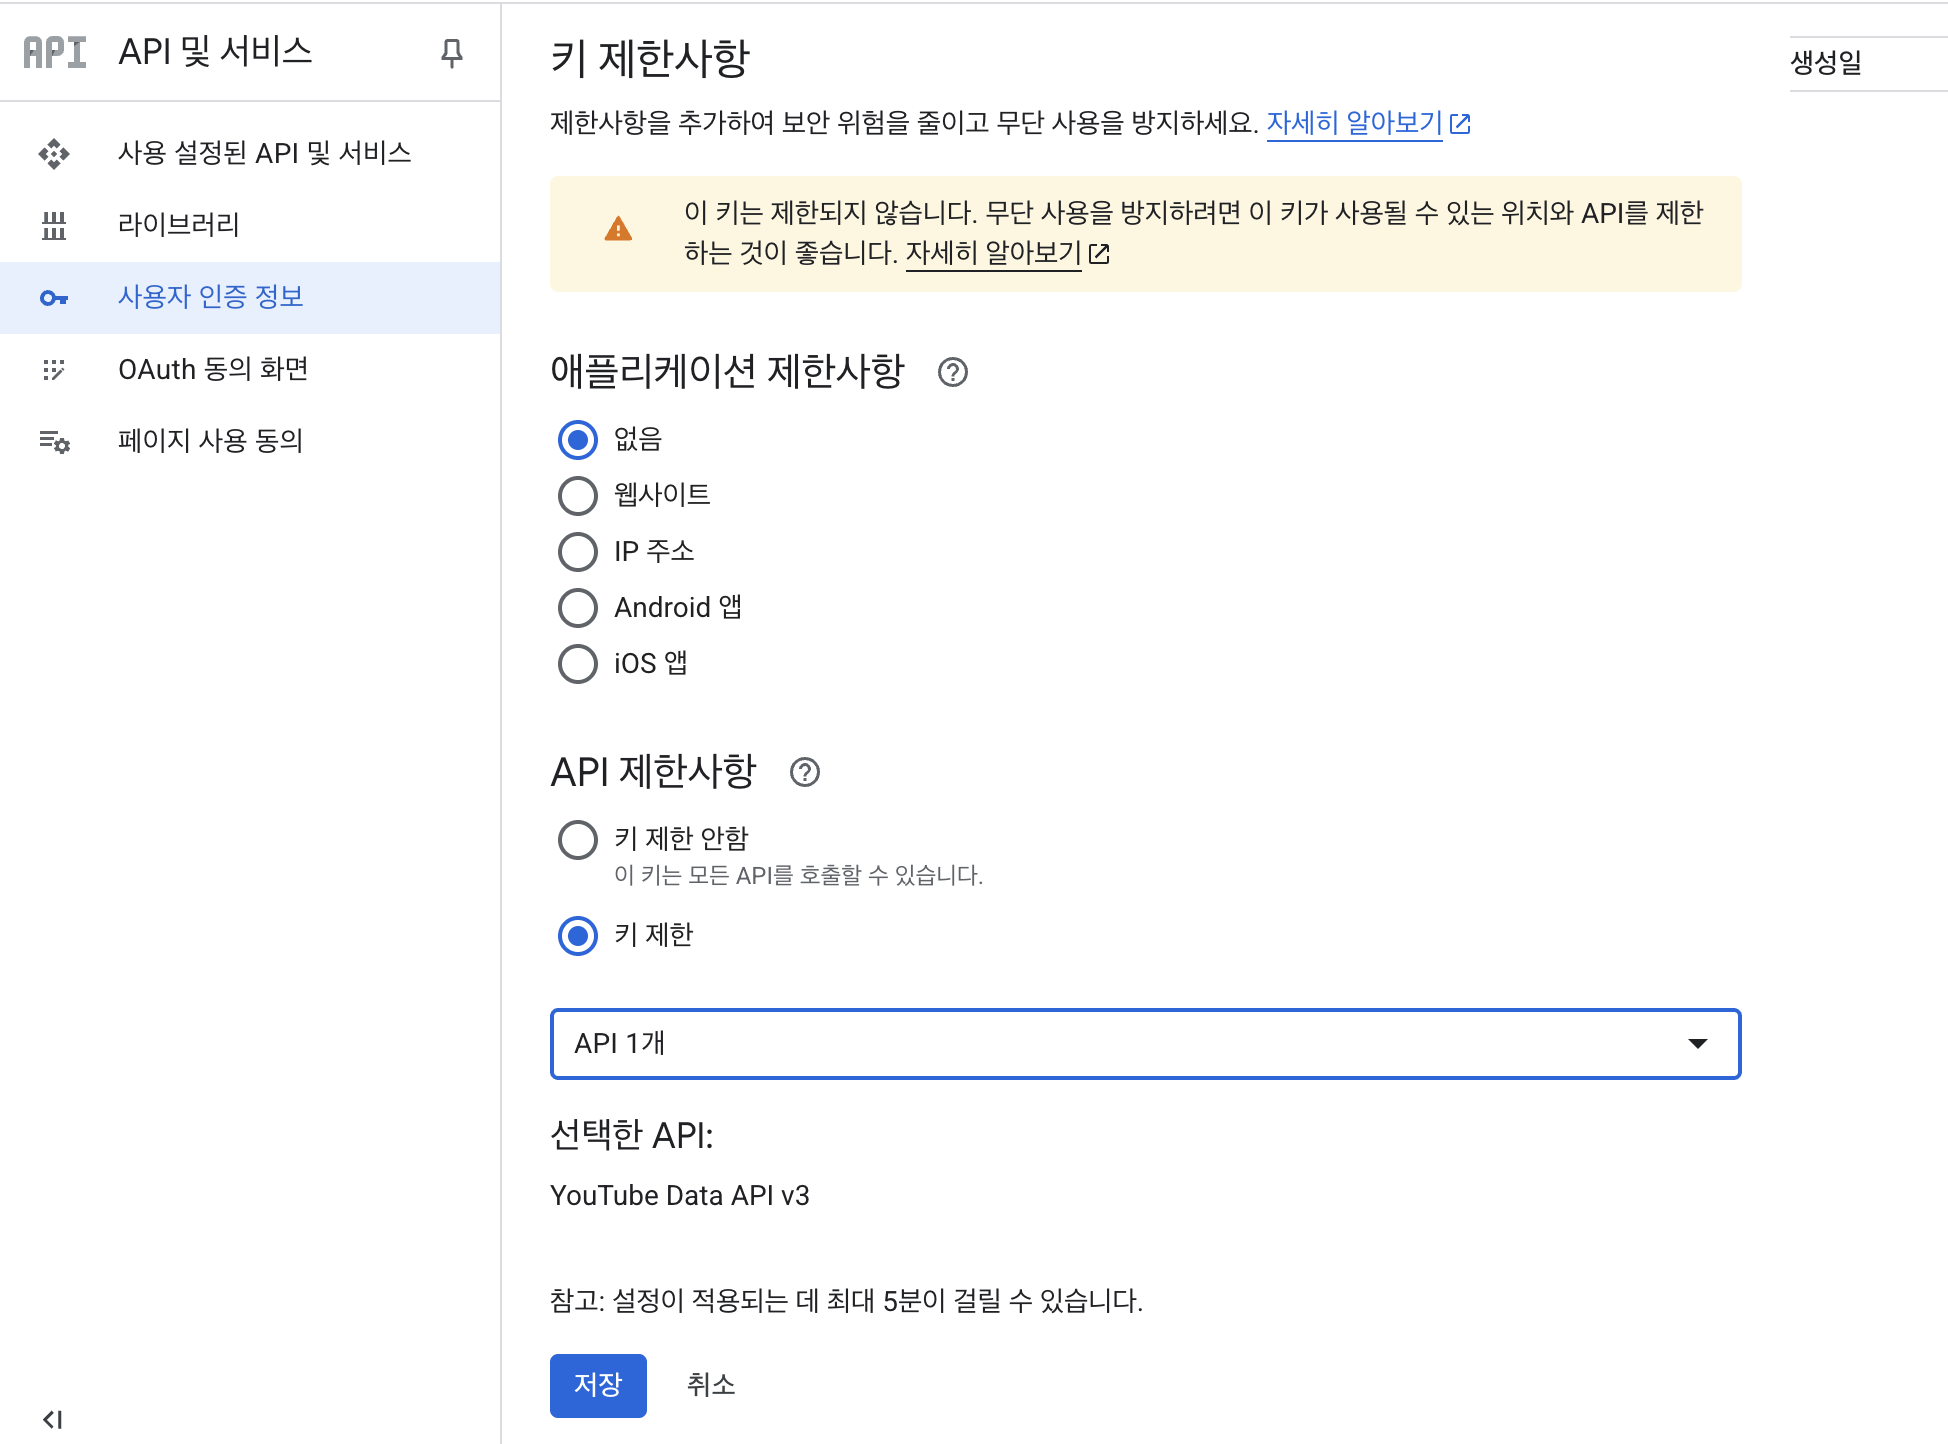 API API 및 서비스
사용 설정된 API 및 서비스
라이브러리
사용자 인증 정보
OAuth 동의 화면
페이지 사용 동의
키 제한사항
제한사항을 추가하여 보안 위험을 줄이고 무단 사용을 방지하세요. 자세히 알아보기
이 키는 제한되지 않습니다. 무단 사용을 방지하려면 이 키가 사용될 수 있는 위치와 API를 제한
하는 것이 좋습니다. 자세히 알아보기
애플리케이션 제한사항
없음
웹사이트
IP 주소
Android 앱
iOS 앱
API 제한사항
키 제한 안함
이 키는 모든 API를 호출할 수 있습니다.
키 제한
API 1개
선택한 API:
YouTube Data API v3
참고: 설정이 적용되는 데 최대 5분이 걸릴 수 있습니다.
저장 취소
생성일